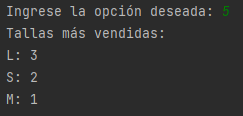 Ingrese la opción deseada: 5
Tallas más vendidas:
L: 3
S: 2
M: 1